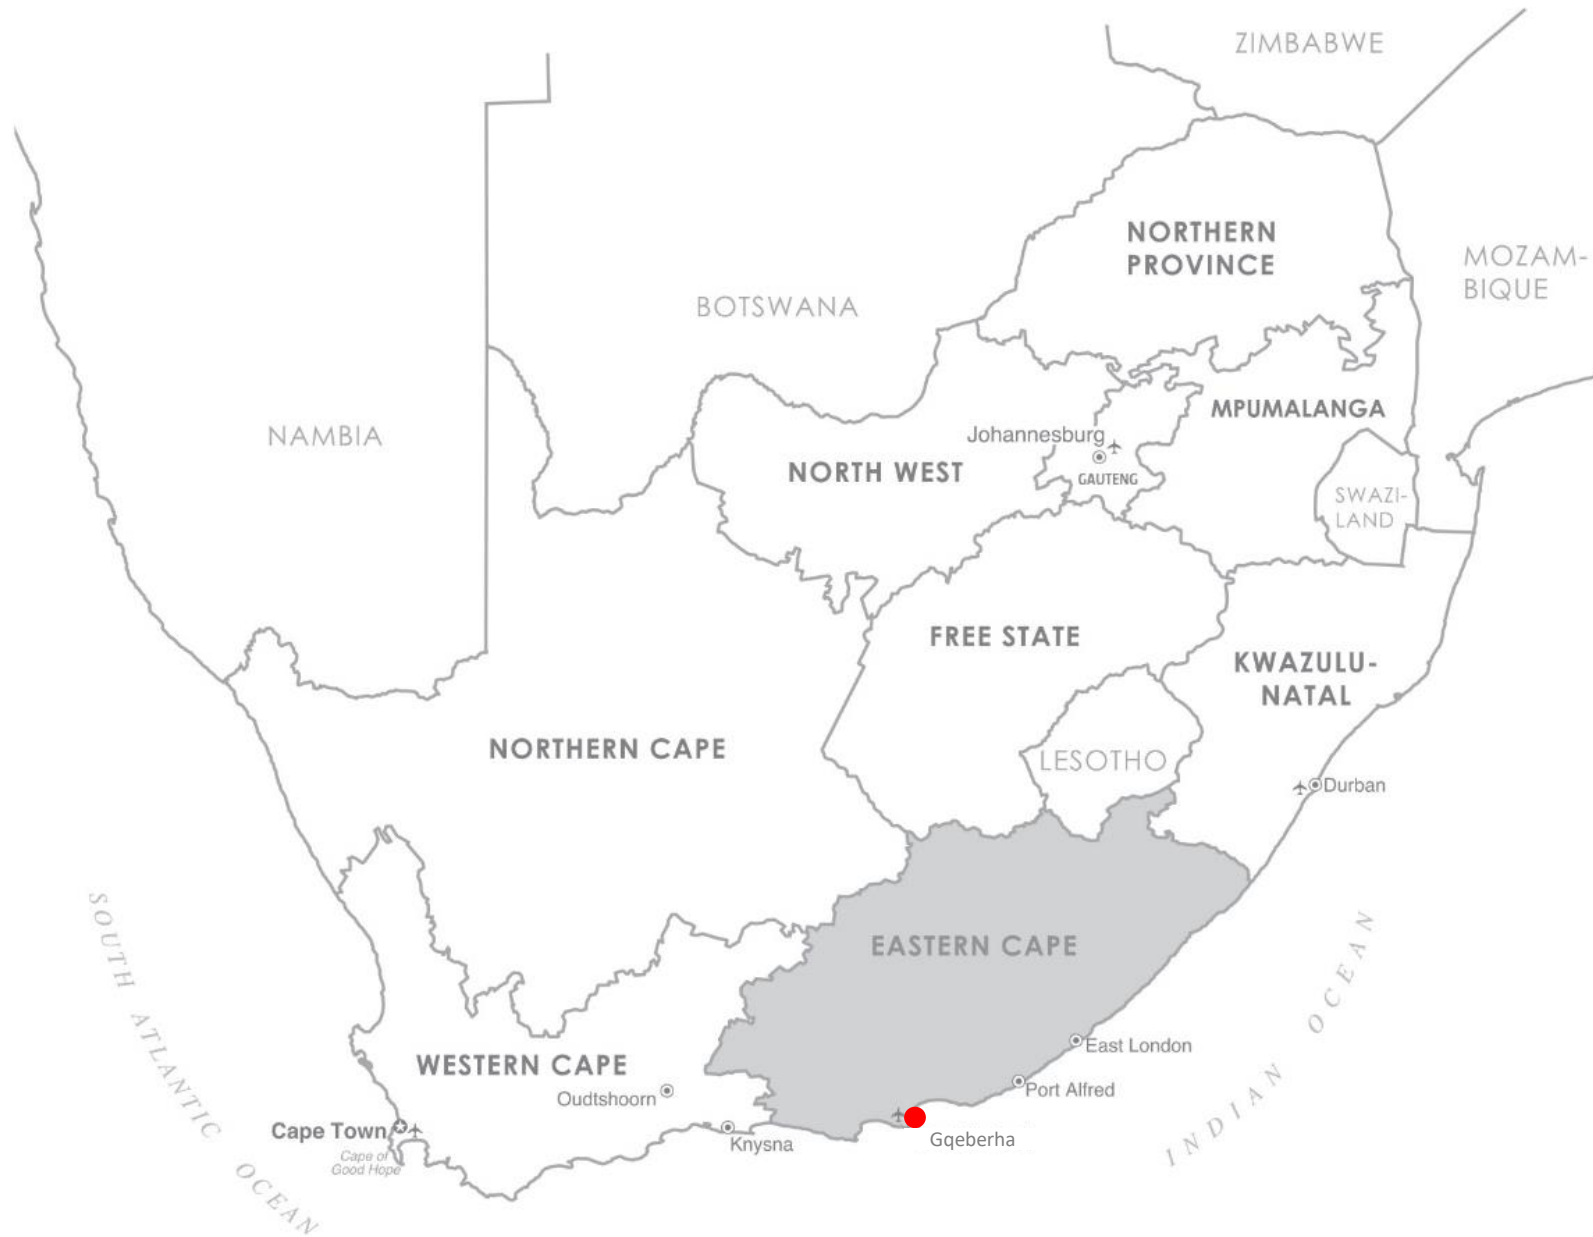 ZIMBABWE
NORTHERN
PROVINCE
MOZAM-
BIQUE
BOTSWANA
MPUMALANGA
NAMBIA
Johannesburg
NORTH WEST
GAUTENG
SWAZI-
LAND
FREE STATE
KWAZULU-
NATAL
NORTHERN CAPE
LESOTHO
Durban
SOUTH ATLANTIC OCEAN
EASTERN CAPE
INDIAN OCEAN
East London
WESTERN CAPE
Port Alfred
Oudtshoorn
Cape Town
Gqeberha
Knysna
Cape of
Good Hope